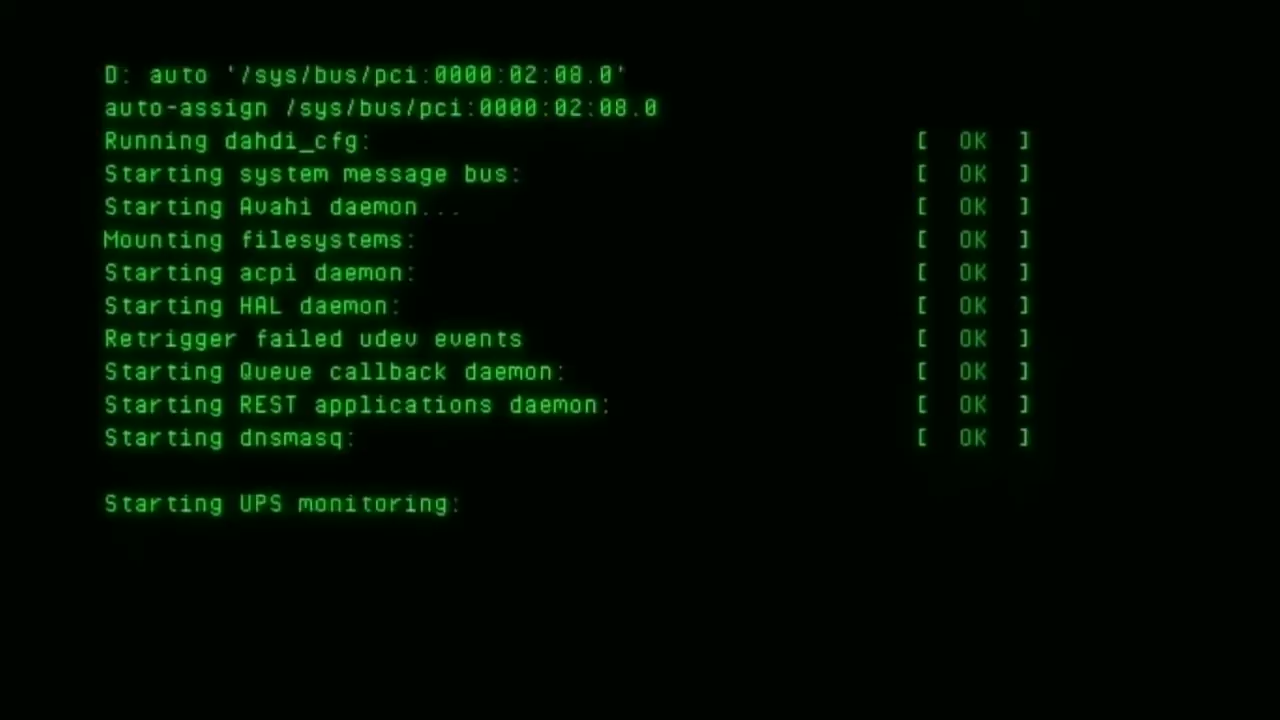 D: auto '/sys/bus/pci:0000:02:08.0'
auto-assign /sys/bus/pci:0000:02:08.0
Running dahdi_cfg: [ OK ]
Starting system message bus: [ OK ]
Starting Avahi daemon... [ OK ]
Mounting filesystems: [ OK ]
Starting acpi daemon: [ OK ]
Starting HAL daemon: [ OK ]
Retrigger failed udev events [ OK ]
Starting Queue callback daemon: [ OK ]
Starting REST applications daemon: [ OK ]
Starting dnsmasq: [ OK ]
Starting UPS monitoring: